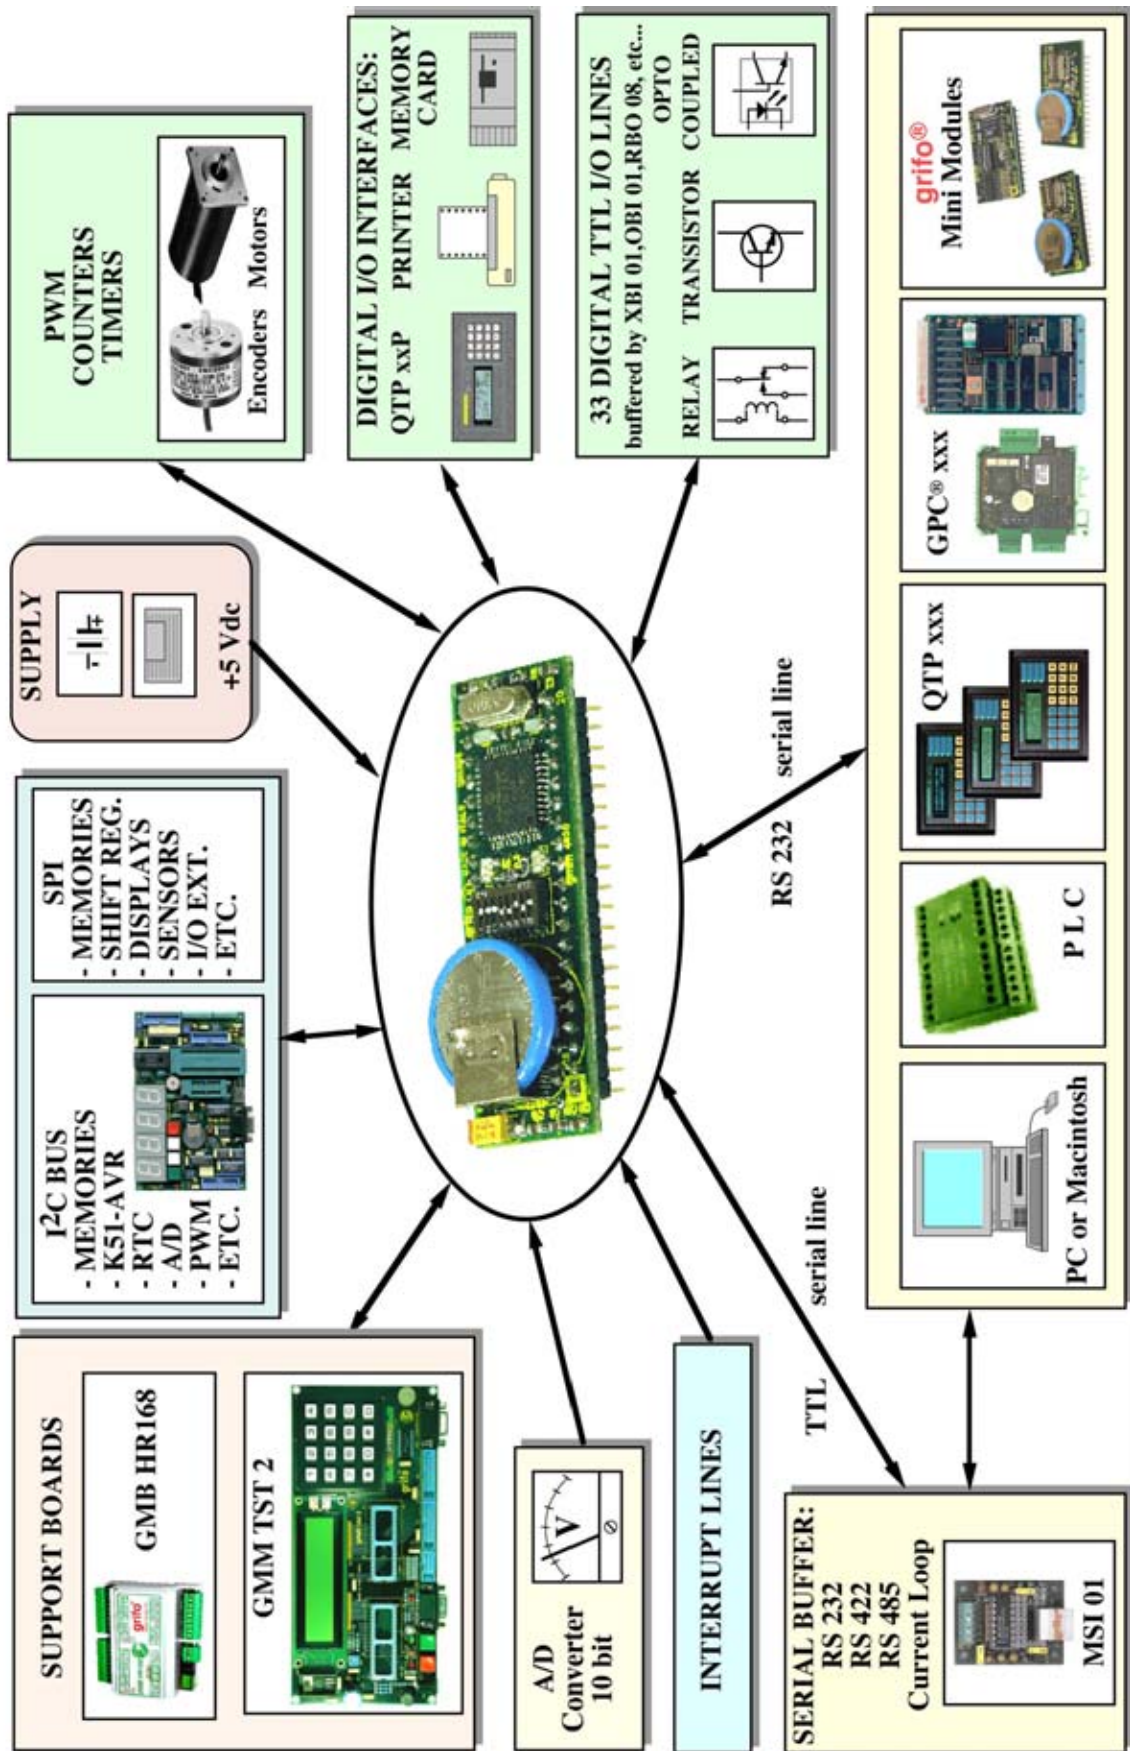 SUPPORT BOARDS
GMB HR168
grifo®
GMM TST 2
I²C BUS
- MEMORIES
- K51-AVR
- RTC
- A/D
- PWM
- ETC.
SPI
- MEMORIES
- SHIFT REG.
- DISPLAYS
- SENSORS
- I/O EXT.
- ETC.
SUPPLY
+5 Vdc
PWM
COUNTERS
TIMERS
Encoders Motors
DIGITAL I/O INTERFACES:
QTP xxP PRINTER MEMORY
CARD
33 DIGITAL TTL I/O LINES
buffered by XBI 01,OBI 01,RBO 08, etc...
OPTO
RELAY TRANSISTOR COUPLED
A/D
Converter
10 bit
V
INTERRUPT LINES
TTL serial line
RS 232 serial line
SERIAL BUFFER:
RS 232
RS 422
RS 485
Current Loop
MSI 01
PC or Macintosh
P L C
QTP xxx
GPC® xxx
grifo®
Mini Modules